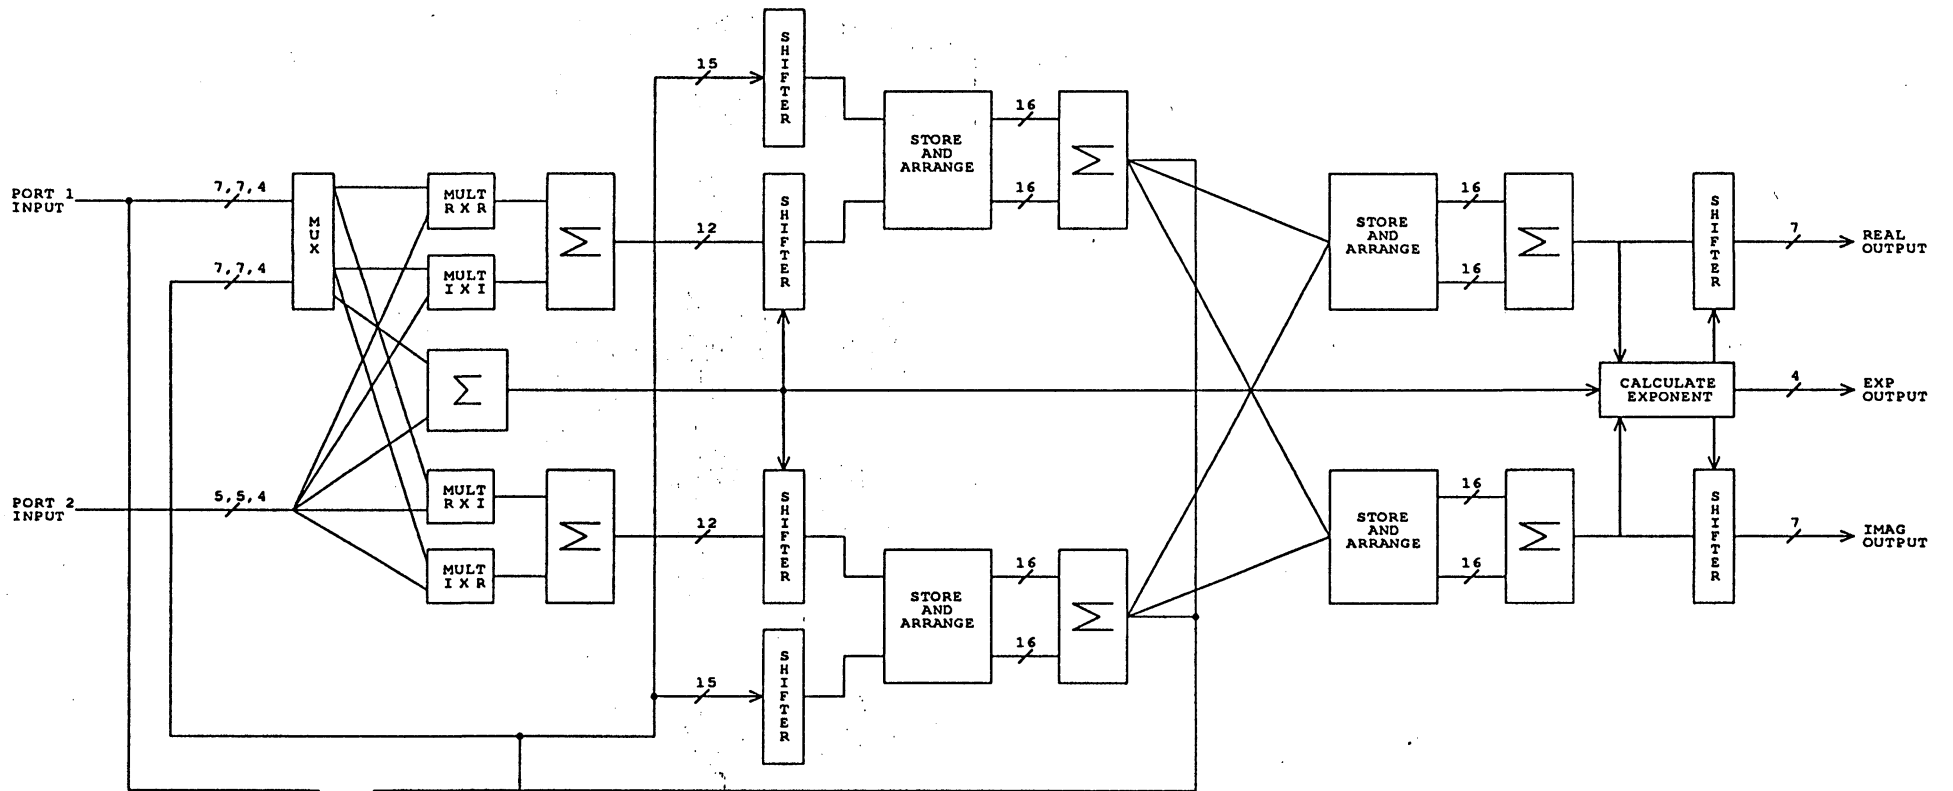 15
SHIFTER
16
16
STORE
AND
ARRANGE
Σ
PORT 1
INPUT
7,7,4
7,7,4
MUX
MULT
R X R
MULT
I X I
Σ
12
SHIFTER
STORE
AND
ARRANGE
16
16
Σ
SHIFTER
7
REAL
OUTPUT
Σ
CALCULATE
EXPONENT
4
EXP
OUTPUT
PORT 2
INPUT
5,5,4
MULT
R X I
MULT
I X R
Σ
12
SHIFTER
STORE
AND
ARRANGE
16
16
Σ
STORE
AND
ARRANGE
16
16
Σ
SHIFTER
7
IMAG
OUTPUT
15
SHIFTER